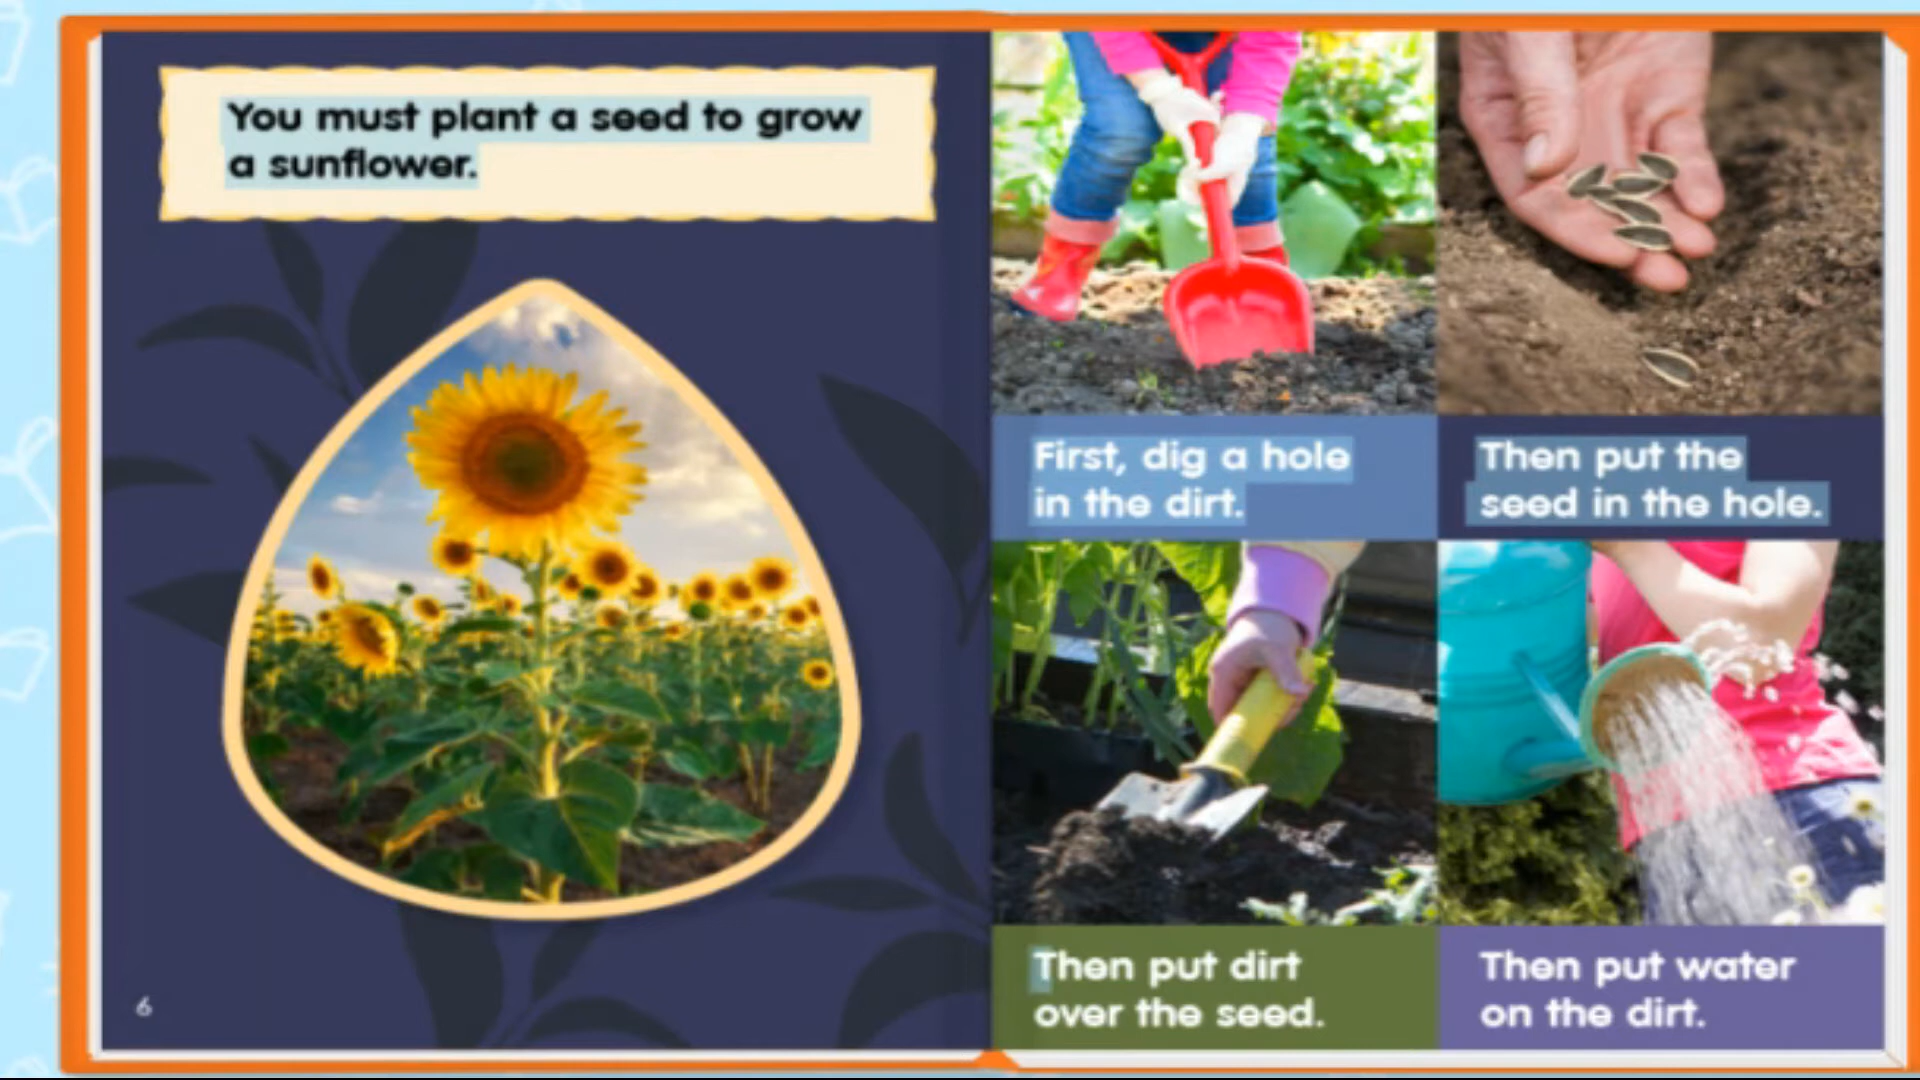 You must plant a seed to grow
a sunflower.
First, dig a hole
in the dirt.
Then put the
seed in the hole.
Then put dirt
over the seed.
Then put water
on the dirt.
6